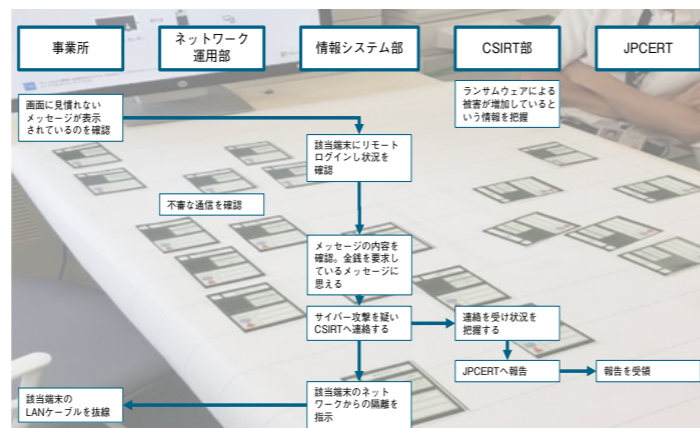 事業所
ネットワーク
運用部
情報システム部
CSIRT部
JPCERT
画面に見慣れない
メッセージが表示
されているのを確認
ランサムウェアによる
被害が増加していると
いう情報を把握
該当端末にリモート
ログインし状況を
確認
不審な通信を確認
メッセージの内容を
確認。金銭を要求し
ているメッセージに
思える
サイバー攻撃を疑い
CSIRTへ連絡する
連絡を受け状況を
把握する
JPCERTへ報告
報告を受領
該当端末のネット
ワークからの隔離を
指示
該当端末の
LANケーブルを抜線